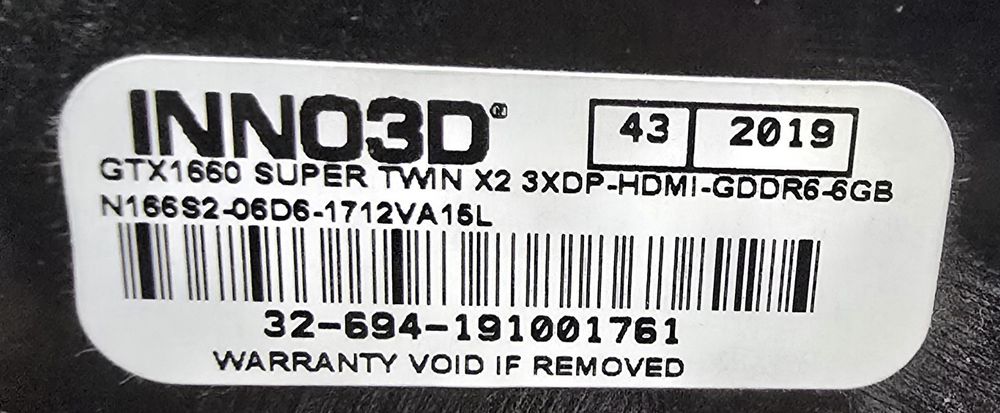 INNO3D®
43 2019
GTX1660 SUPER TWIN X2 3XDP-HDMI-GDDR6-6GB
N166S2-06D6-1712VA15L
32-694-191001761
WARRANTY VOID IF REMOVED